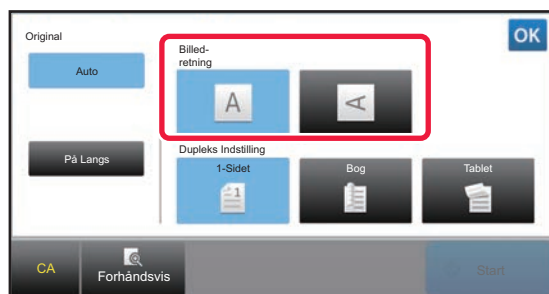 Original
OK
Billed-
retning
Auto
A
A
Dupleks Indstilling
På Langs
1-Sidet
Bog
Tablet
1
CA
Forhåndsvis
Start